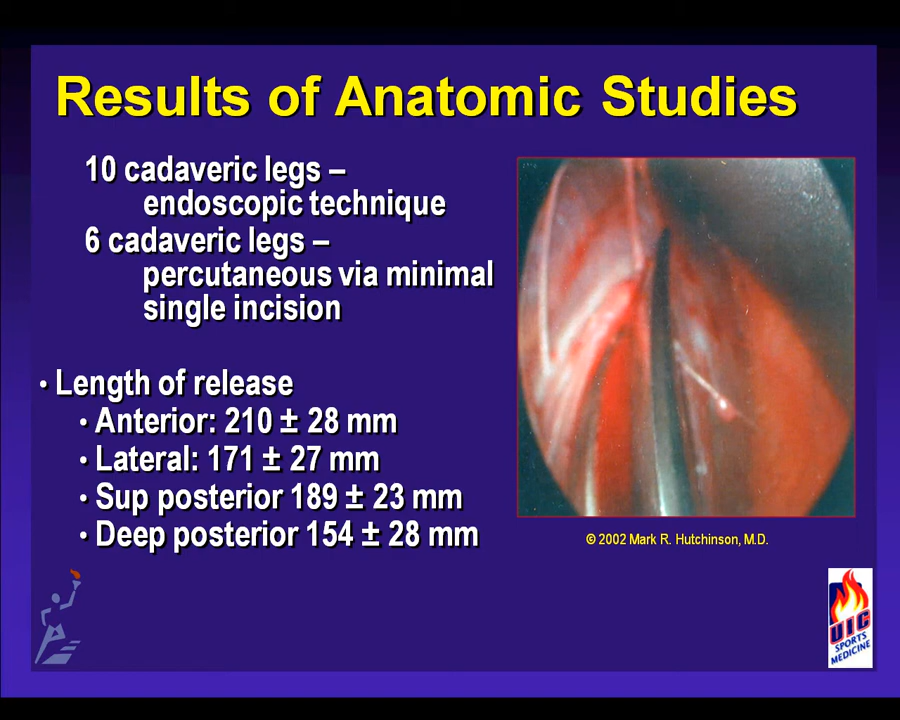 Results of Anatomic Studies
10 cadaveric legs –
endoscopic technique
6 cadaveric legs –
percutaneous via minimal
single incision
• Length of release
• Anterior: 210 ± 28 mm
• Lateral: 171 ± 27 mm
• Sup posterior 189 ± 23 mm
• Deep posterior 154 ± 28 mm
© 2002 Mark R. Hutchinson, M.D.
UIC
SPORTS
MEDICINE